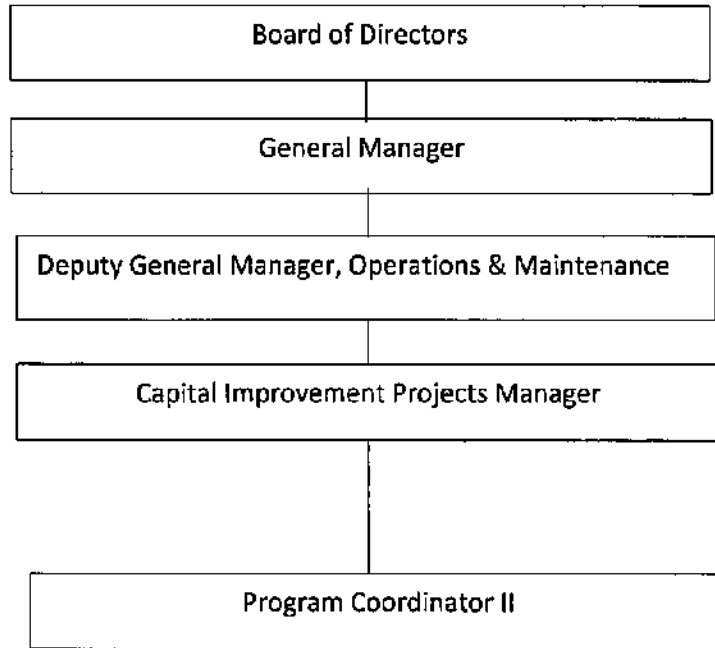 Board of Directors
General Manager
Deputy General Manager, Operations & Maintenance
Capital Improvement Projects Manager
Program Coordinator II